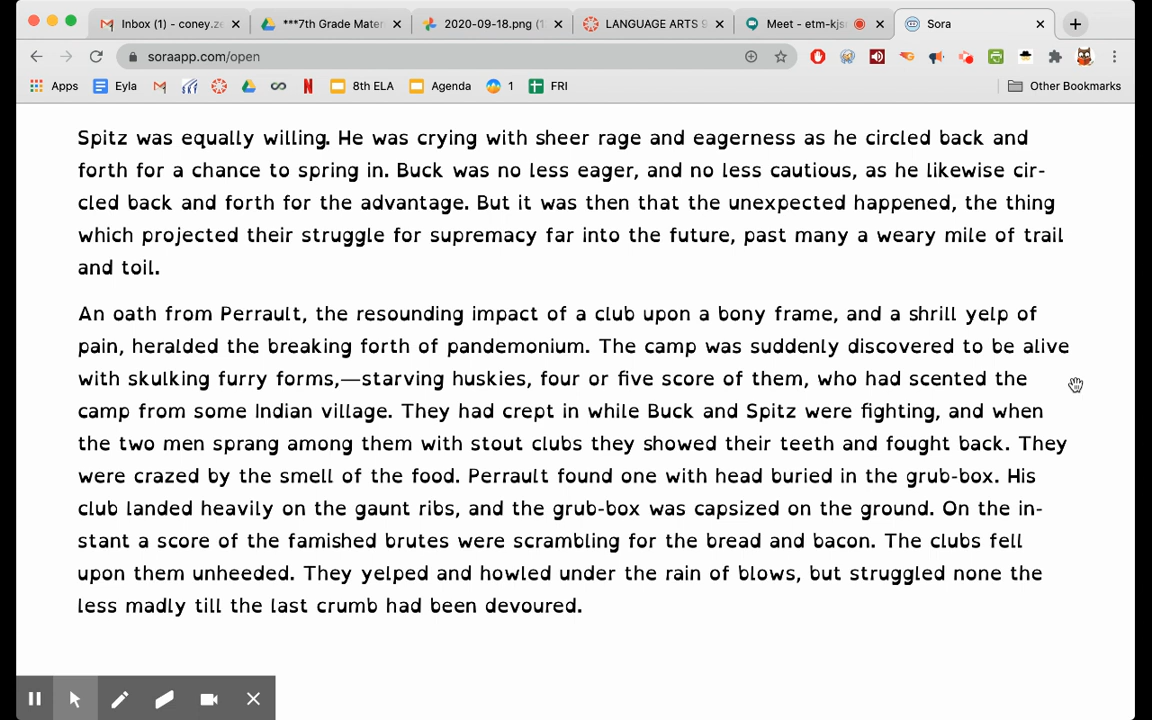 Inbox (1) - coney.ze
***7th Grade Mater
2020-09-18.png (1
LANGUAGE ARTS 9
Meet - etm-kjs
Sora
soraapp.com/open
Apps
Eyla
8th ELA
Agenda
1
FRI
Other Bookmarks
Spitz was equally willing. He was crying with sheer rage and eagerness as he circled back and
forth for a chance to spring in. Buck was no less eager, and no less cautious, as he likewise cir-
cled back and forth for the advantage. But it was then that the unexpected happened, the thing
which projected their struggle for supremacy far into the future, past many a weary mile of trail
and toil.
An oath from Perrault, the resounding impact of a club upon a bony frame, and a shrill yelp of
pain, heralded the breaking forth of pandemonium. The camp was suddenly discovered to be alive
with skulking furry forms,—starving huskies, four or five score of them, who had scented the
camp from some Indian village. They had crept in while Buck and Spitz were fighting, and when
the two men sprang among them with stout clubs they showed their teeth and fought back. They
were crazed by the smell of the food. Perrault found one with head buried in the grub-box. His
club landed heavily on the gaunt ribs, and the grub-box was capsized on the ground. On the in-
stant a score of the famished brutes were scrambling for the bread and bacon. The clubs fell
upon them unheeded. They yelped and howled under the rain of blows, but struggled none the
less madly till the last crumb had been devoured.